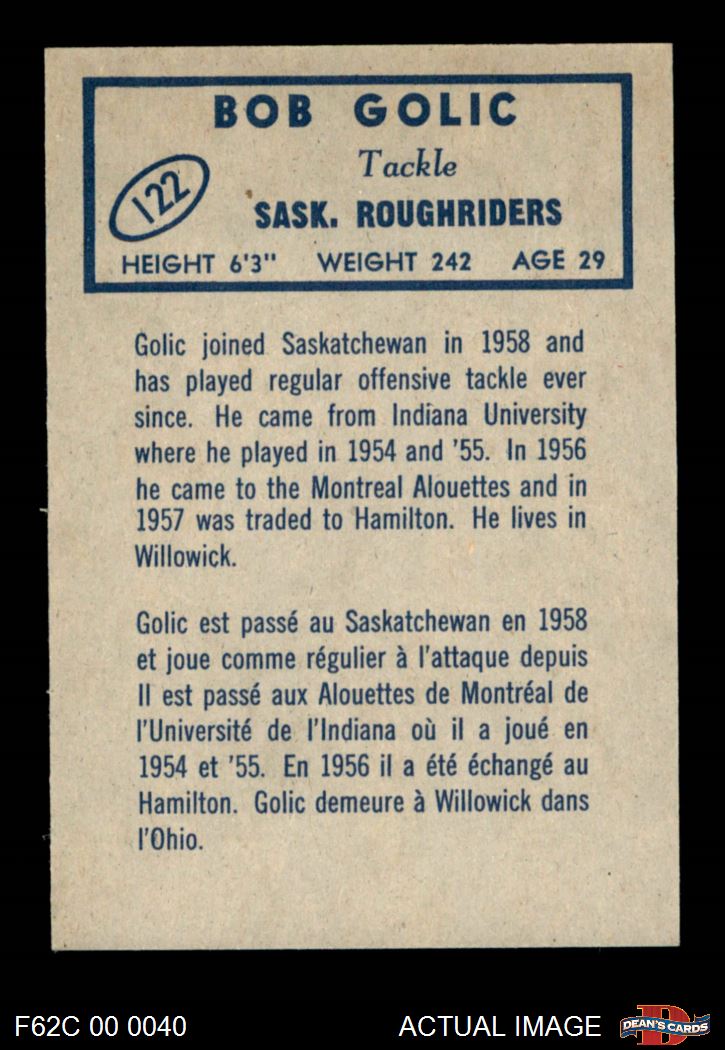 BOB GOLIC
Tackle
122
SASK. ROUGHRIDERS
HEIGHT 6'3" WEIGHT 242 AGE 29
Golic joined Saskatchewan in 1958 and
has played regular offensive tackle ever
since. He came from Indiana University
where he played in 1954 and '55. In 1956
he came to the Montreal Alouettes and in
1957 was traded to Hamilton. He lives in
Willowick.
Golic est passé au Saskatchewan en 1958
et joue comme régulier à l'attaque depuis
Il est passé aux Alouettes de Montréal de
l'Université de l'Indiana où il a joué en
1954 et '55. En 1956 il a été échangé au
Hamilton. Golic demeure à Willowick dans
l'Ohio.
F62C 00 0040 ACTUAL IMAGE
D
DEAN'S CARDS